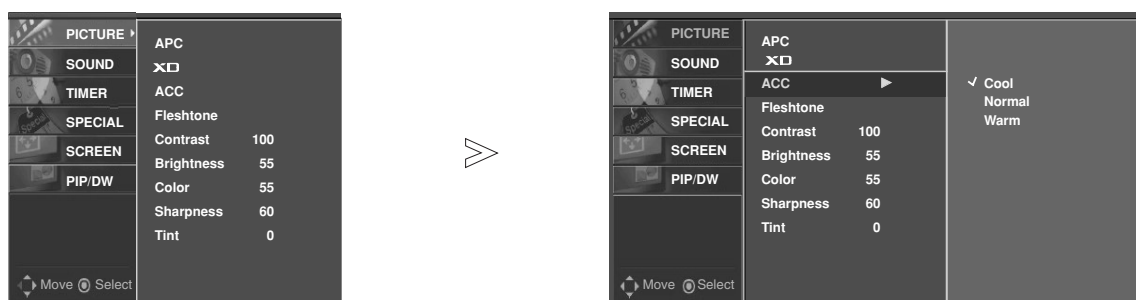 PICTURE
SOUND
TIMER
SPECIAL
SCREEN
PIP/DW
Move Select
APC
XD
ACC
Fleshtone
Contrast 100
Brightness 55
Color 55
Sharpness 60
Tint 0
PICTURE
SOUND
TIMER
SPECIAL
SCREEN
PIP/DW
Move Select
APC
XD
ACC
Fleshtone
Contrast 100
Brightness 55
Color 55
Sharpness 60
Tint 0
Cool
Normal
Warm